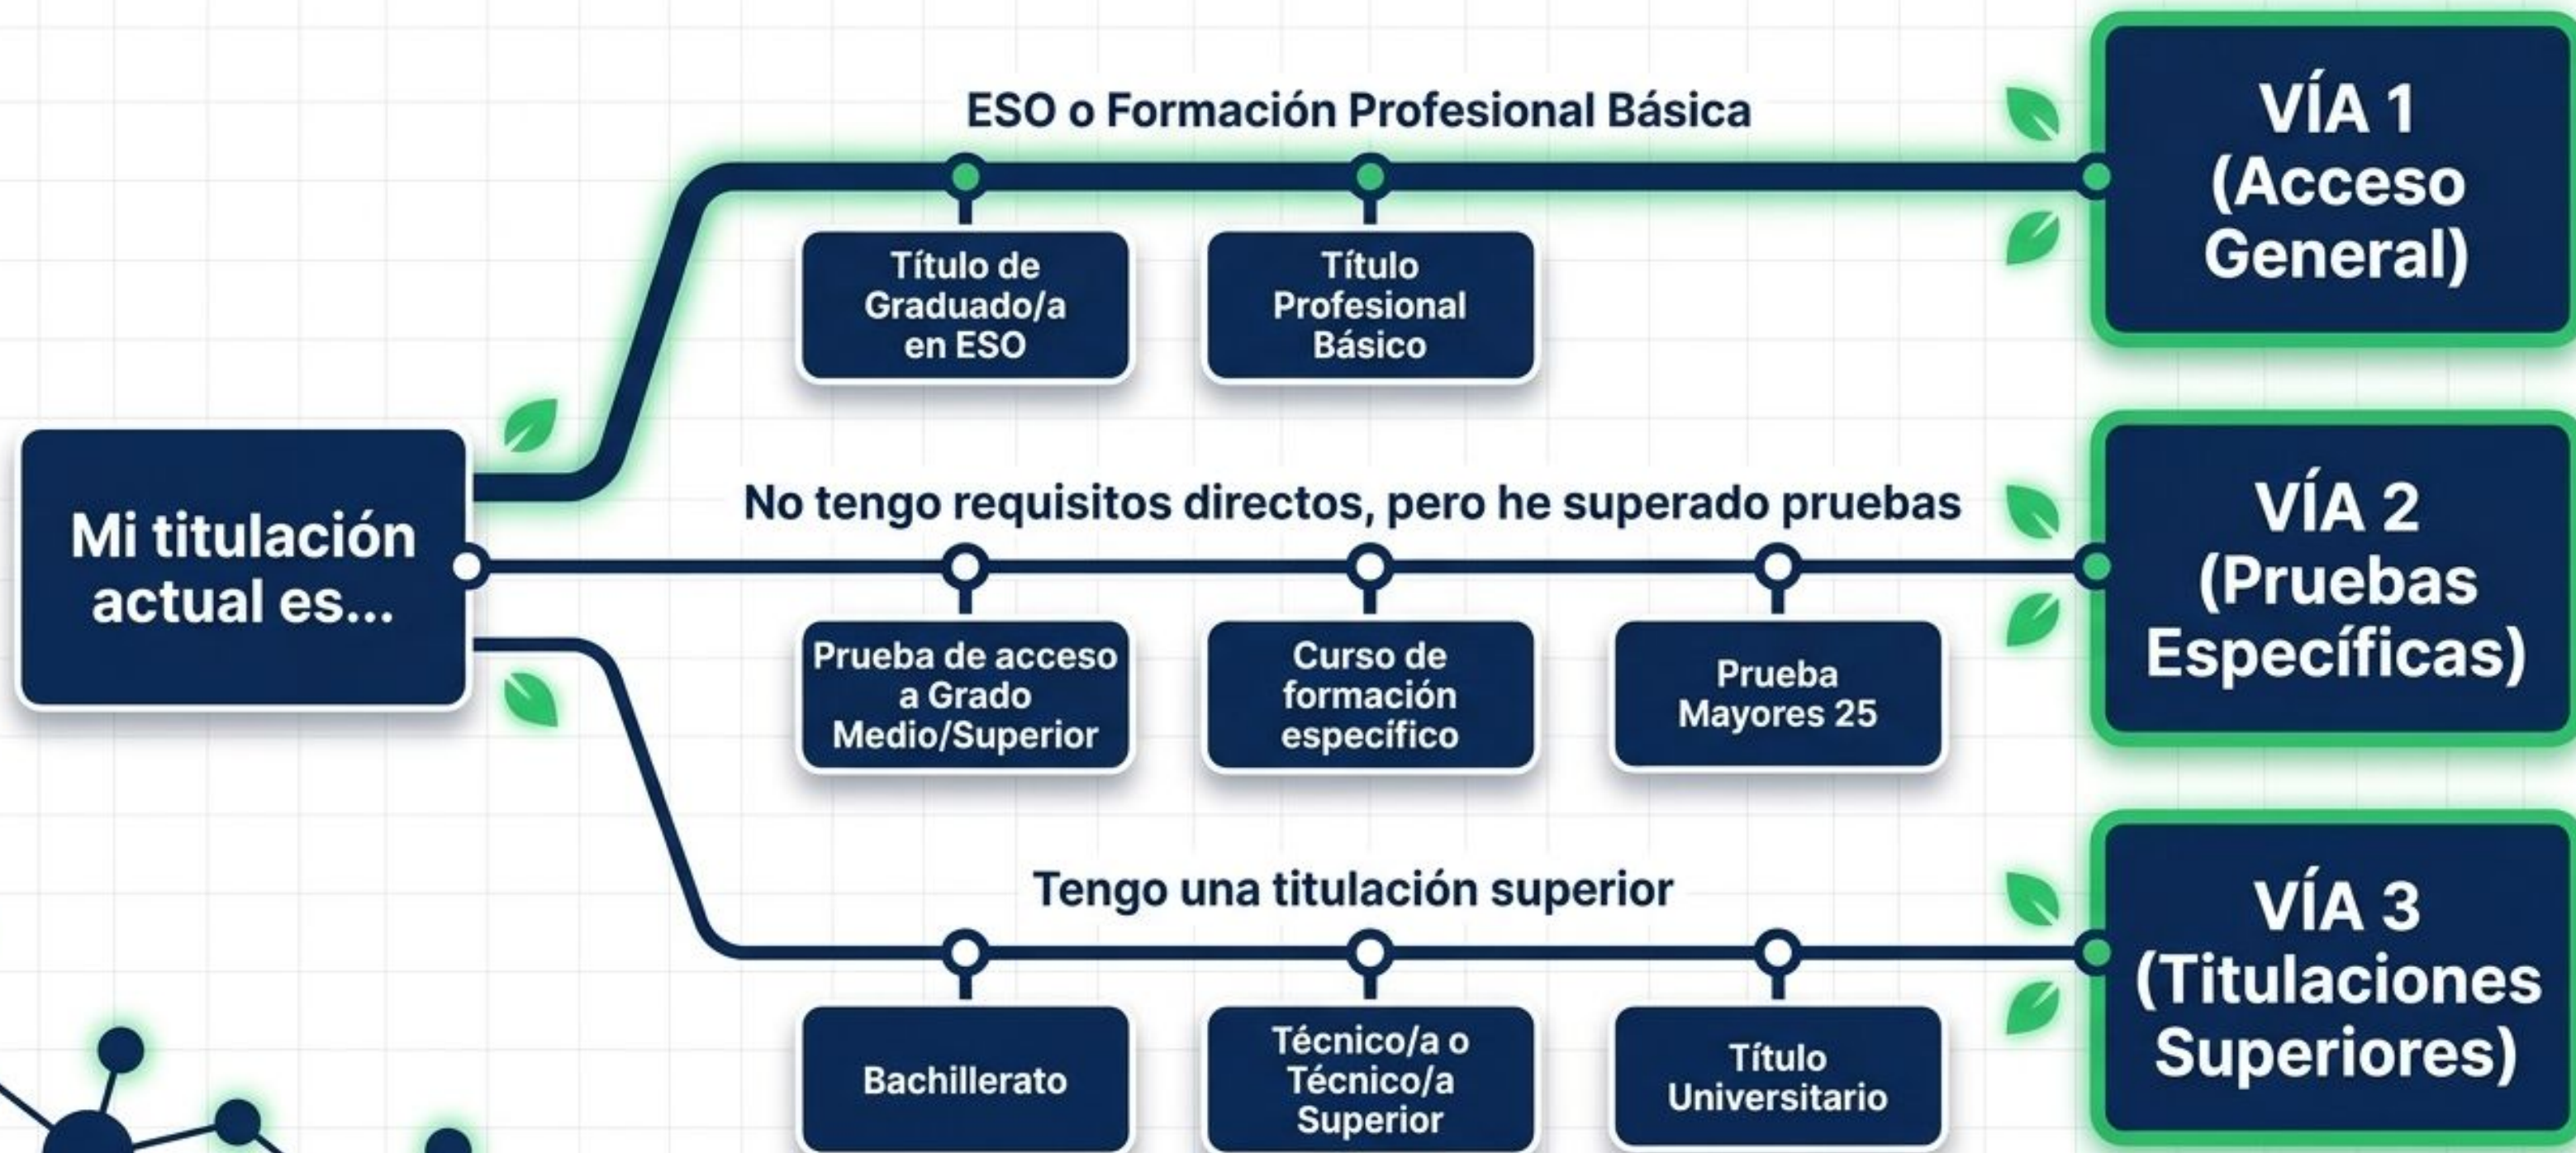 ESO o Formación Profesional Básica
Título de
Graduado/a
en ESO
Título
Profesional
Básico
VÍA 1
(Acceso
General)
Mi titulación
actual es...
No tengo requisitos directos, pero he superado pruebas
Prueba de acceso
a Grado
Medio/Superior
Curso de
formación
específico
Prueba
Mayores 25
VÍA 2
(Pruebas
Específicas)
Tengo una titulación superior
Bachillerato
Técnico/a o
Técnico/a
Superior
Título
Universitario
VÍA 3
(Titulaciones
Superiores)